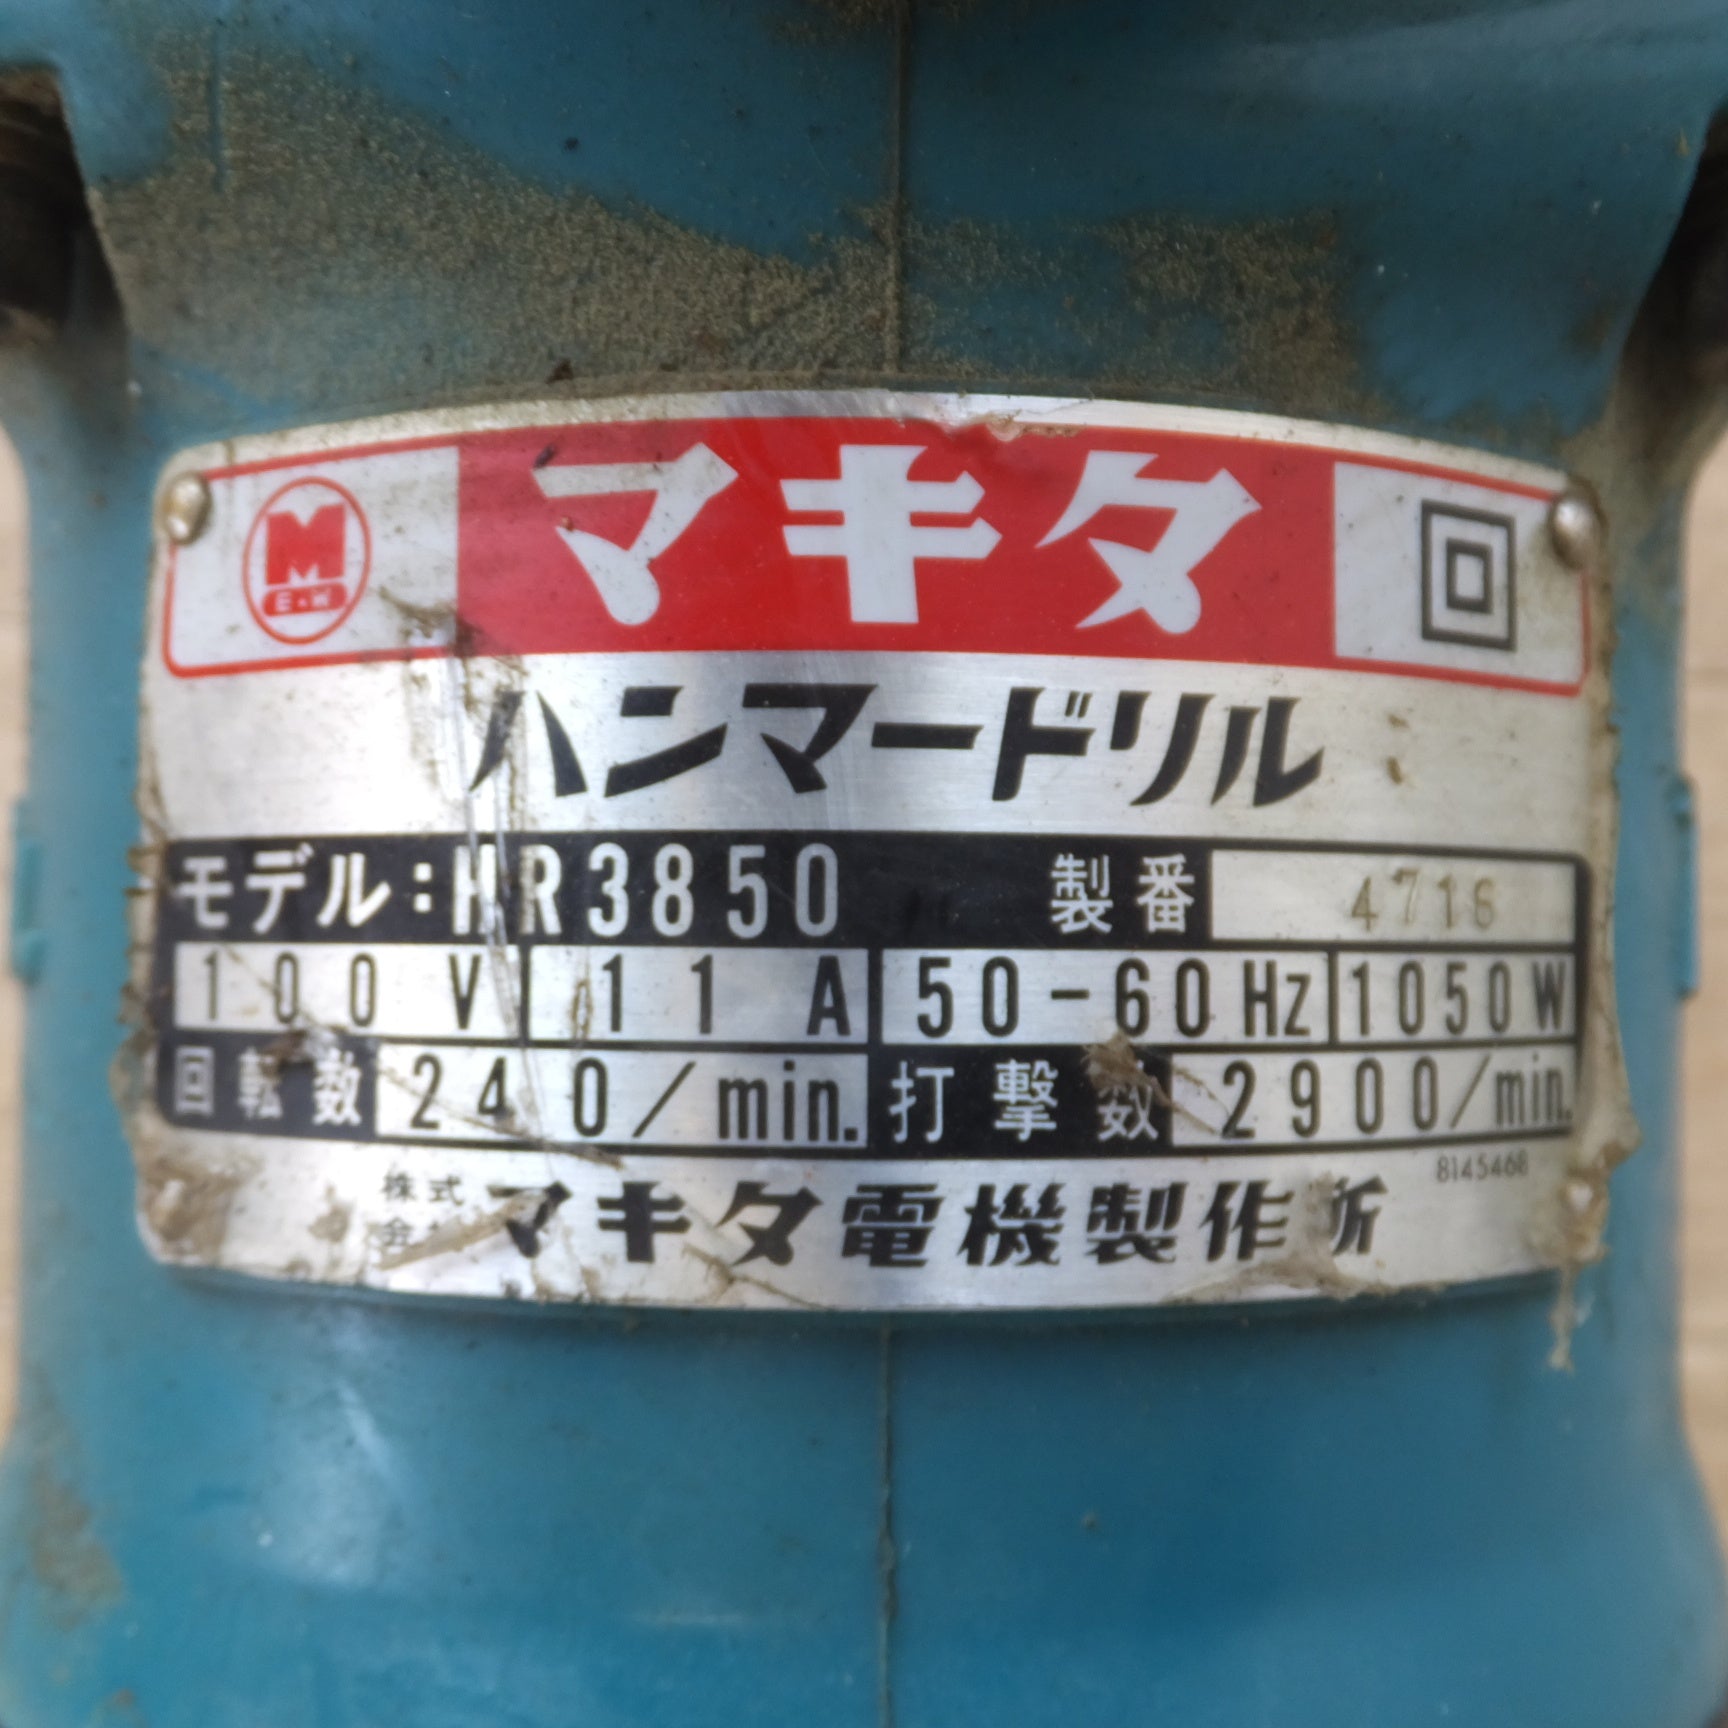 M
E・W
マキタ
ハンマードリル
モデル:HR3850 製番 4716
100V 11A 50-60Hz 1050W
回転数 240/min. 打撃数 2900/min.
8145468
株式会 マキタ電機製作所